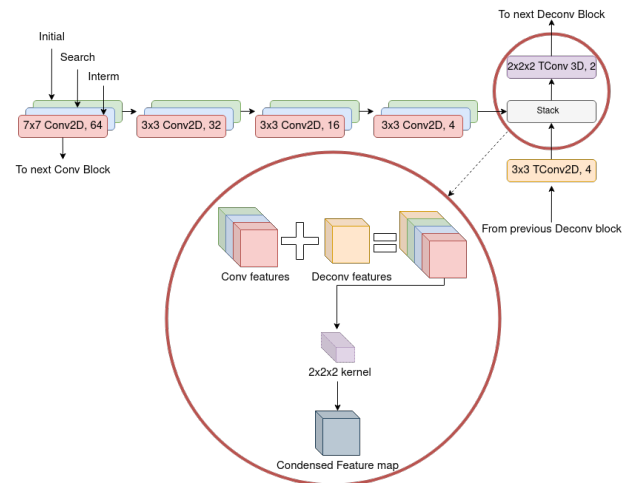 To next Deconv Block
Initial
Search
Interm
2x2x2 TConv 3D, 2
Stack
7x7 Conv2D, 64
3x3 Conv2D, 32
3x3 Conv2D, 16
3x3 Conv2D, 4
To next Conv Block
3x3 TConv2D, 4
From previous Deconv block
Conv features
Deconv features
2x2x2 kernel
Condensed Feature map